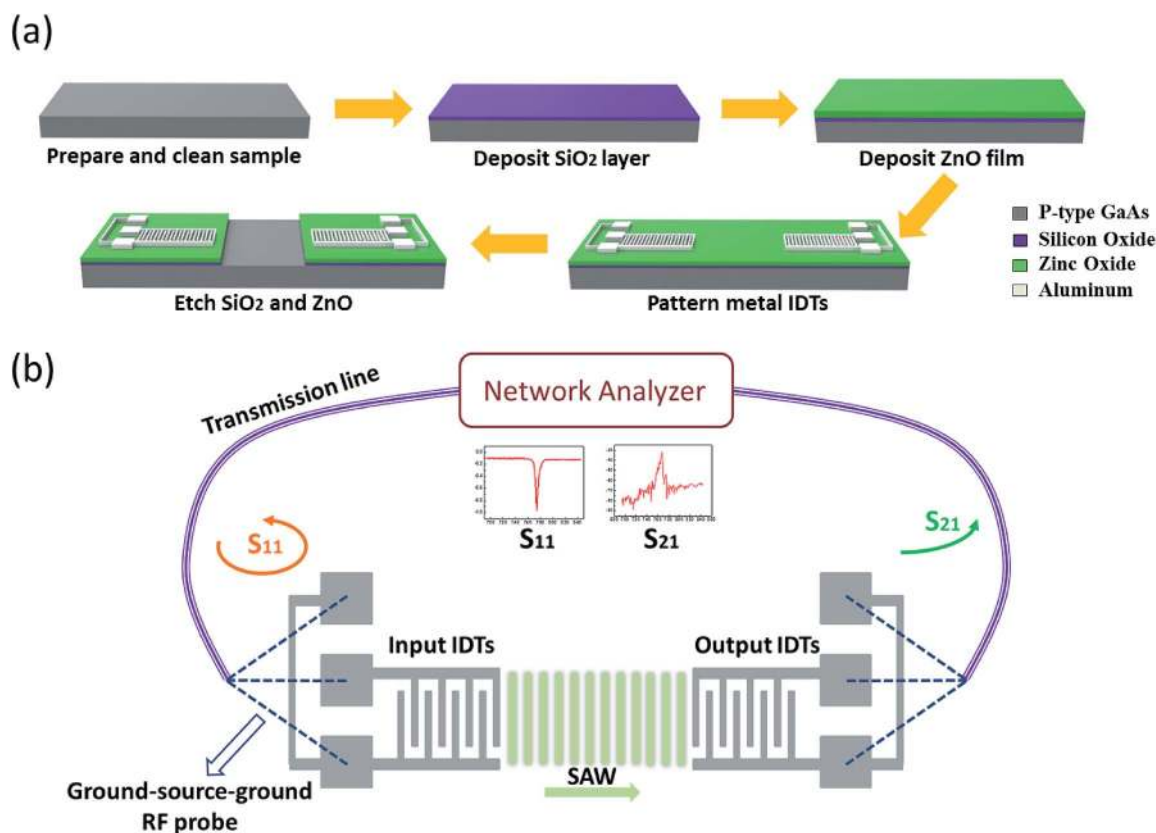 (a)
Prepare and clean sample
Deposit SiO₂ layer
Deposit ZnO film
Etch SiO₂ and ZnO
Pattern metal IDTs
P-type GaAs
Silicon Oxide
Zinc Oxide
Aluminum
(b)
Transmission line
Network Analyzer
S₁₁
S₂₁
S₁₁
S₂₁
Input IDTs
Output IDTs
SAW
Ground-source-ground
RF probe